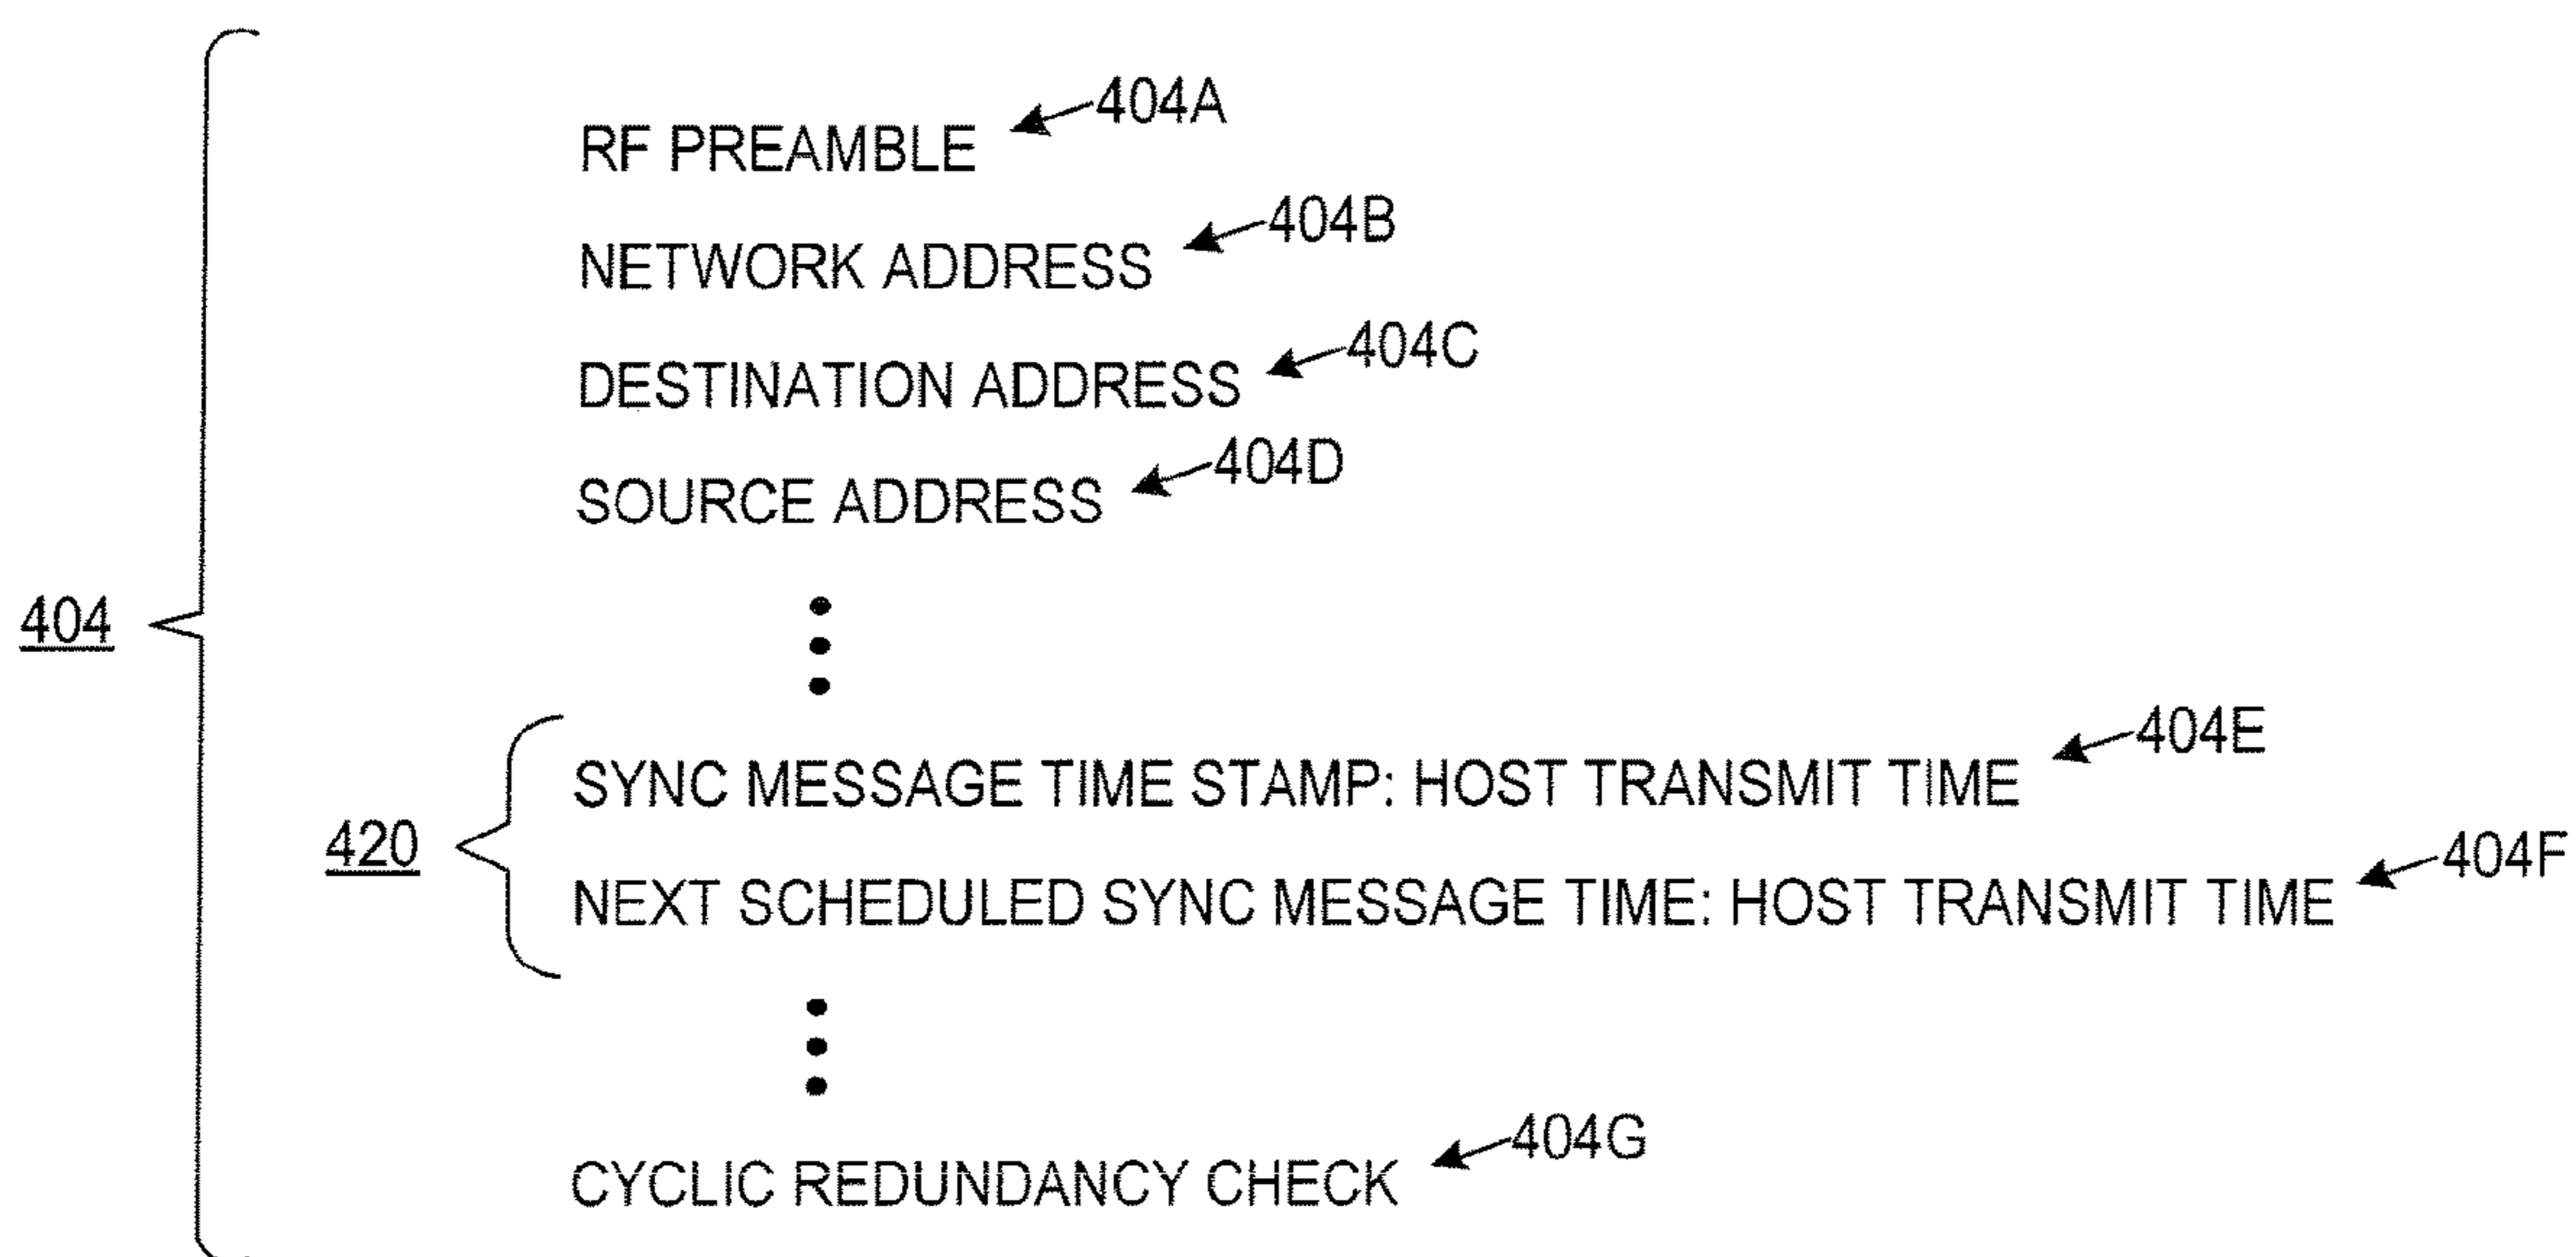 RF PREAMBLE 404A
NETWORK ADDRESS 404B
DESTINATION ADDRESS 404C
SOURCE ADDRESS 404D
404
SYNC MESSAGE TIME STAMP: HOST TRANSMIT TIME 404E
420
NEXT SCHEDULED SYNC MESSAGE TIME: HOST TRANSMIT TIME 404F
CYCLIC REDUNDANCY CHECK 404G